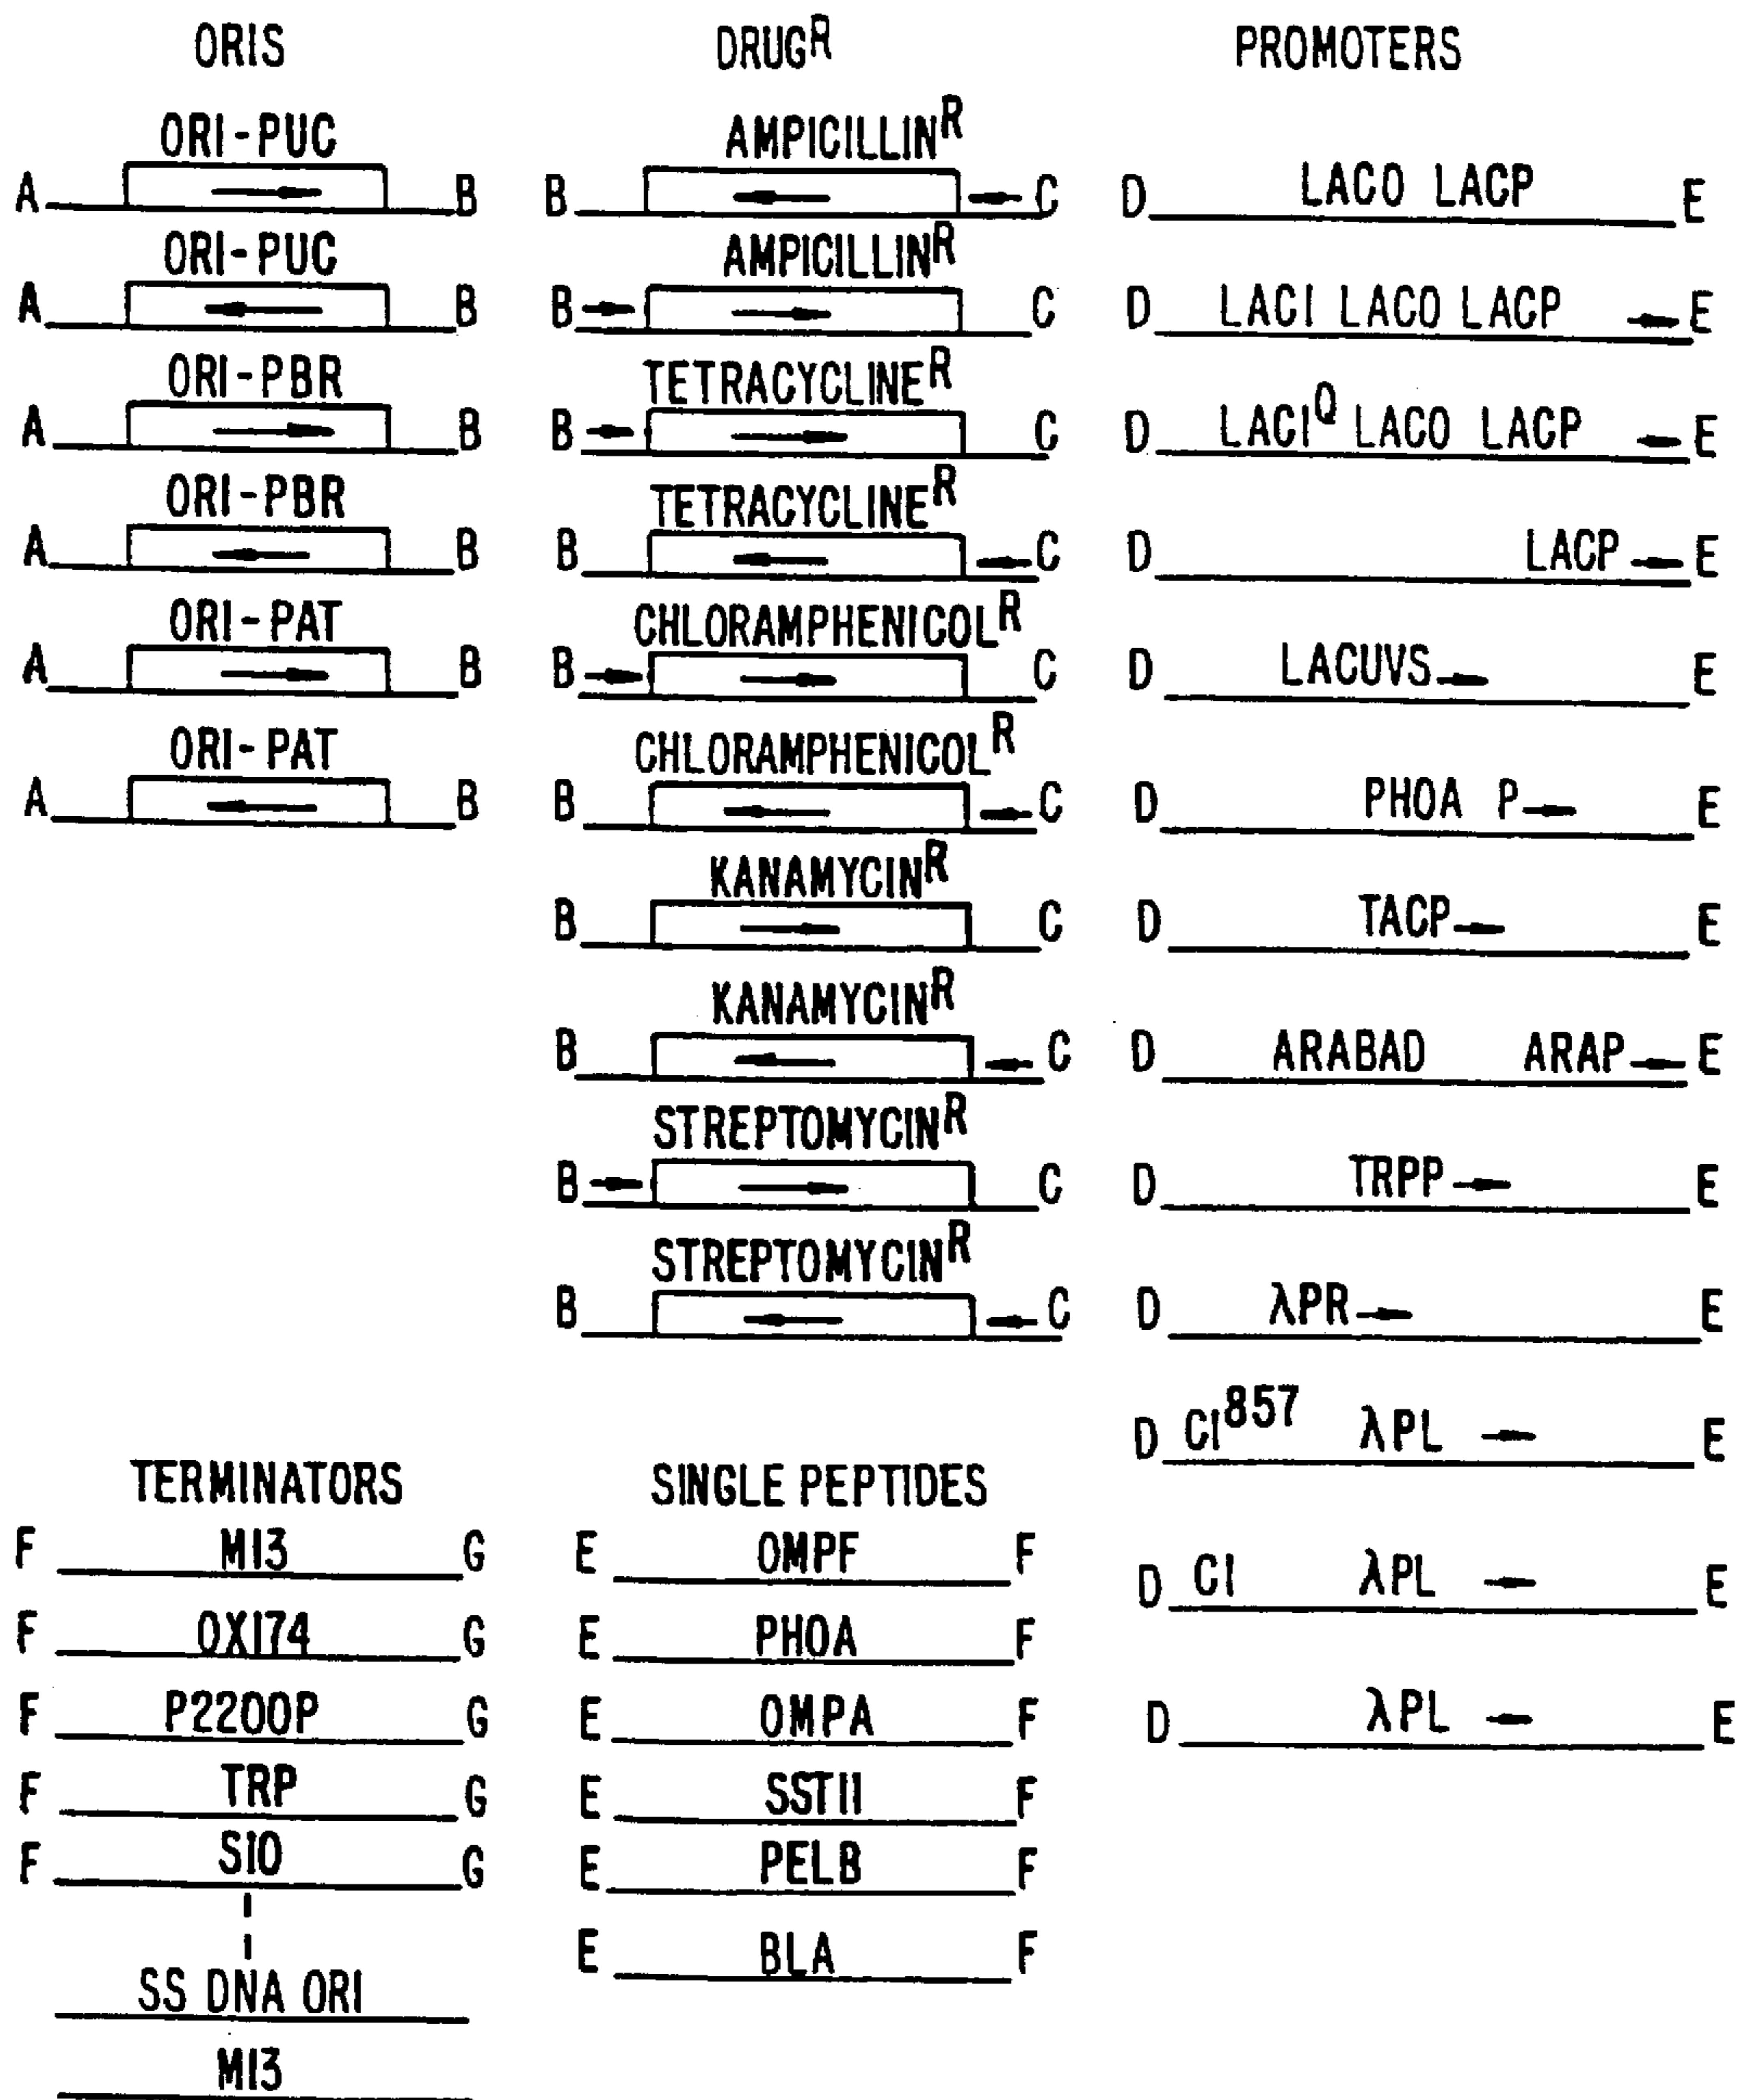 ORIS
ORI-PUC
A B
ORI-PUC
A B
ORI-PBR
A B
ORI-PBR
A B
ORI-PAT
A B
ORI-PAT
A B
DRUGR
AMPICILLINR
B C
AMPICILLINR
B C
TETRACYCLINER
B C
TETRACYCLINER
B C
CHLORAMPHENICOLR
B C
CHLORAMPHENICOLR
B C
KANAMYCINR
B C
KANAMYCINR
B C
STREPTOMYCINR
B C
STREPTOMYCINR
B C
PROMOTERS
D LACO LACP E
D LACI LACO LACP E
D LACIQ LACO LACP E
D LACP E
D LACUVS E
D PHOA P E
D TACP E
D ARABAD ARAP E
D TRPP E
D λPR E
D CI857 λPL E
D CI λPL E
D λPL E
TERMINATORS
F M13 G
F OX174 G
F P2200P G
F TRP G
F S10 G
SS DNA ORI
M13
SINGLE PEPTIDES
E OMPF F
E PHOA F
E OMPA F
E SSTII F
E PELB F
E BLA F